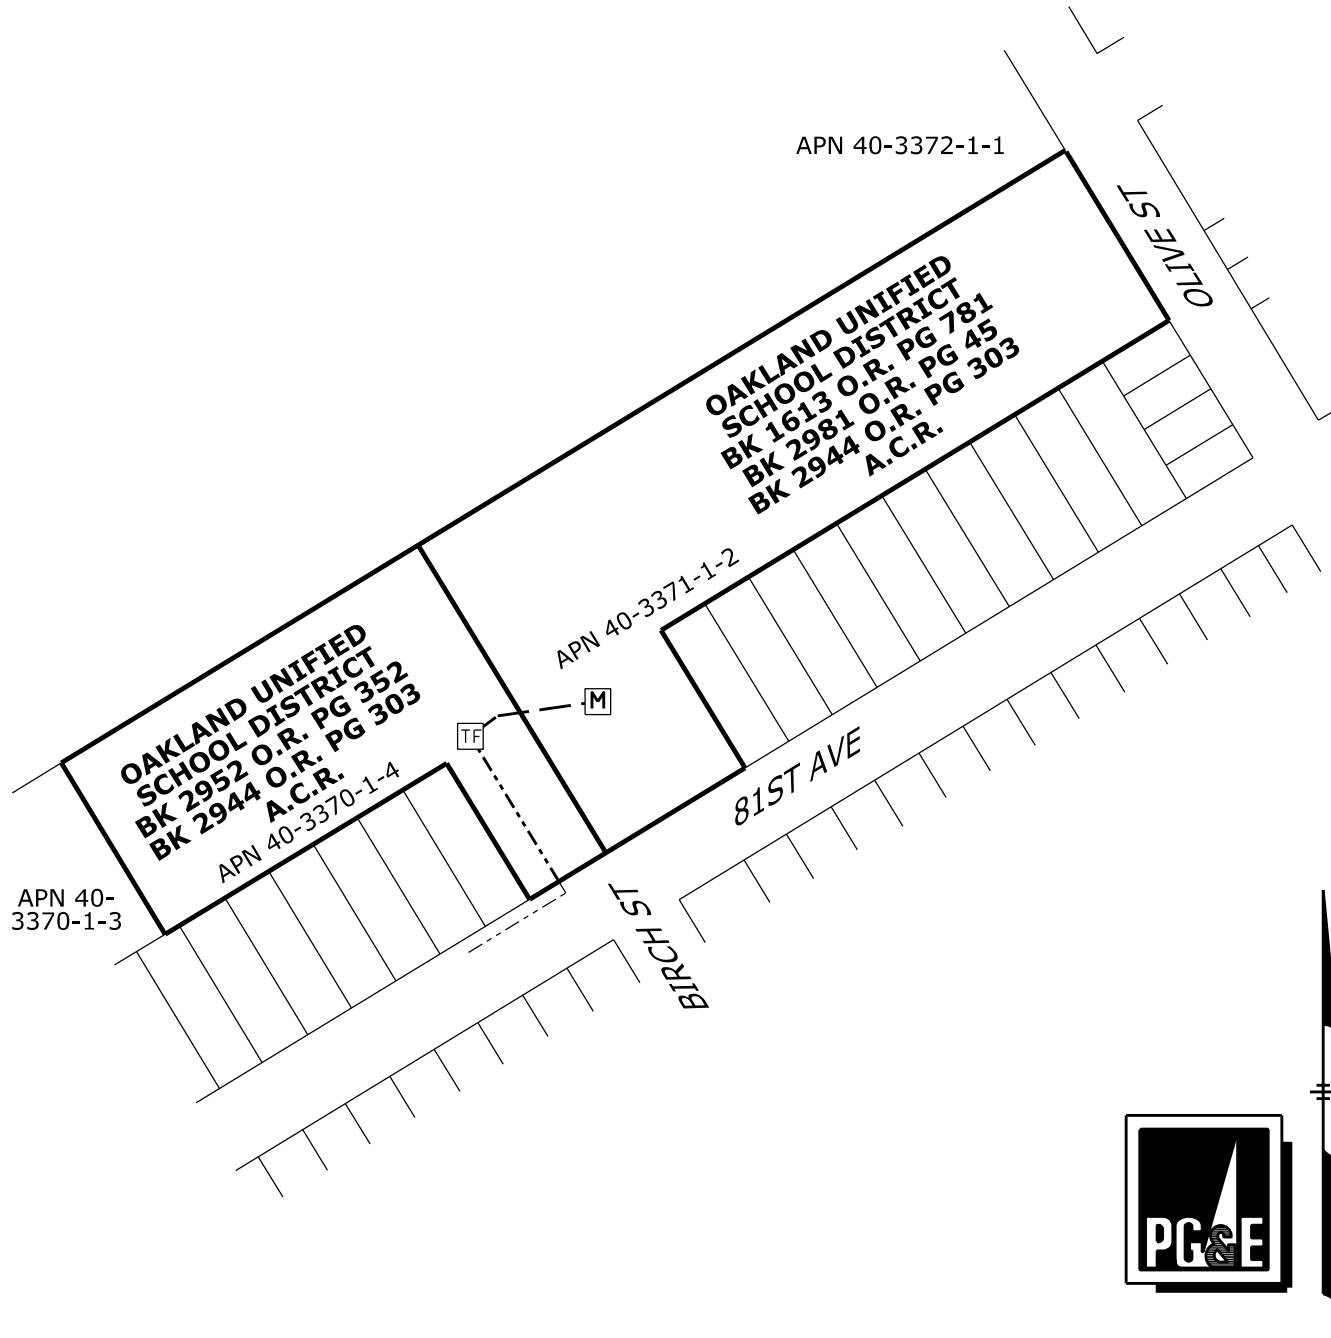 APN 40-3372-1-1
OLIVE ST
OAKLAND UNIFIED
SCHOOL DISTRICT
BK 1613 O.R. PG 781
BK 2981 O.R. PG 45
BK 2944 O.R. PG 303
A.C.R.
APN 40-3371-1-2
OAKLAND UNIFIED
SCHOOL DISTRICT
BK 2952 O.R. PG 352
BK 2944 O.R. PG 303
A.C.R.
APN 40-3370-1-4
M
TF
81ST AVE
APN 40-
3370-1-3
BIRCH ST
PG&E